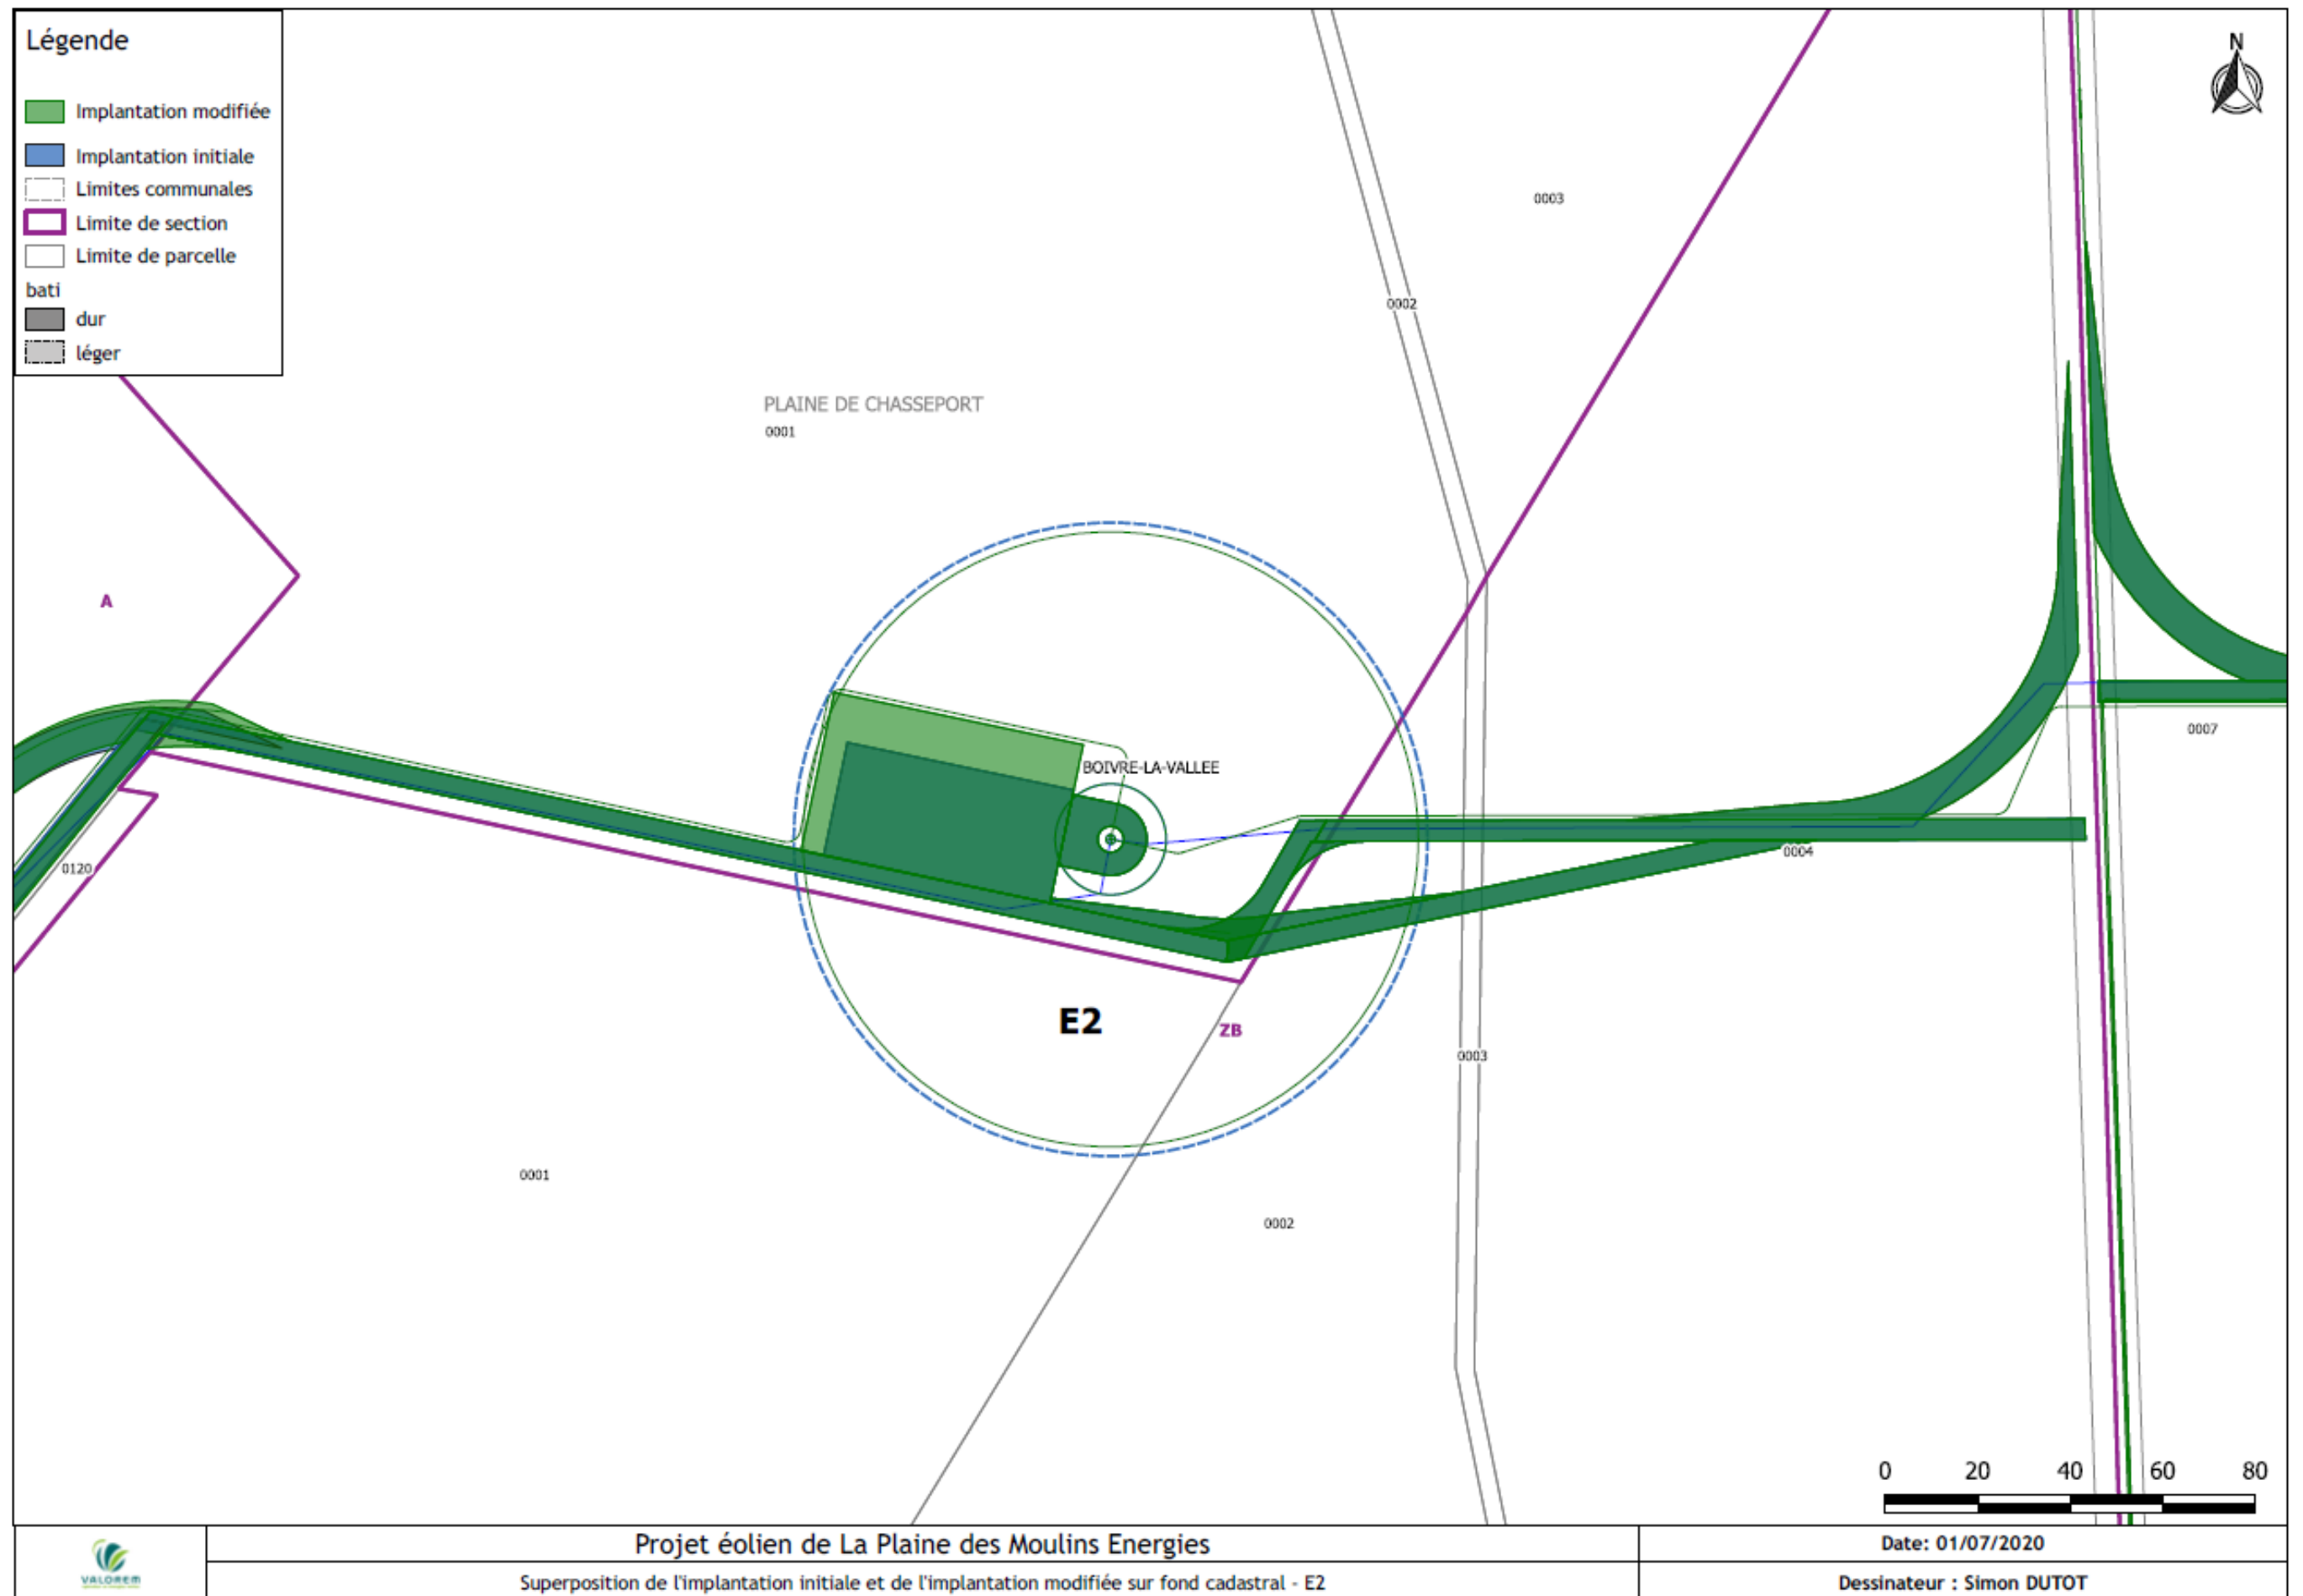 Légende
Implantation modifiée
Implantation initiale
Limites communales
Limite de section
Limite de parcelle
bati
dur
léger
N
0003
0002
PLAINE DE CHASSEPORT
0001
A
0007
BOIVRE-LA-VALLEE
0004
0120
E2
ZB
0003
0001
0002
0 20 40 60 80
VALOREM
Projet éolien de La Plaine des Moulins Energies
Date: 01/07/2020
Superposition de l'implantation initiale et de l'implantation modifiée sur fond cadastral - E2
Dessinateur : Simon DUTOT